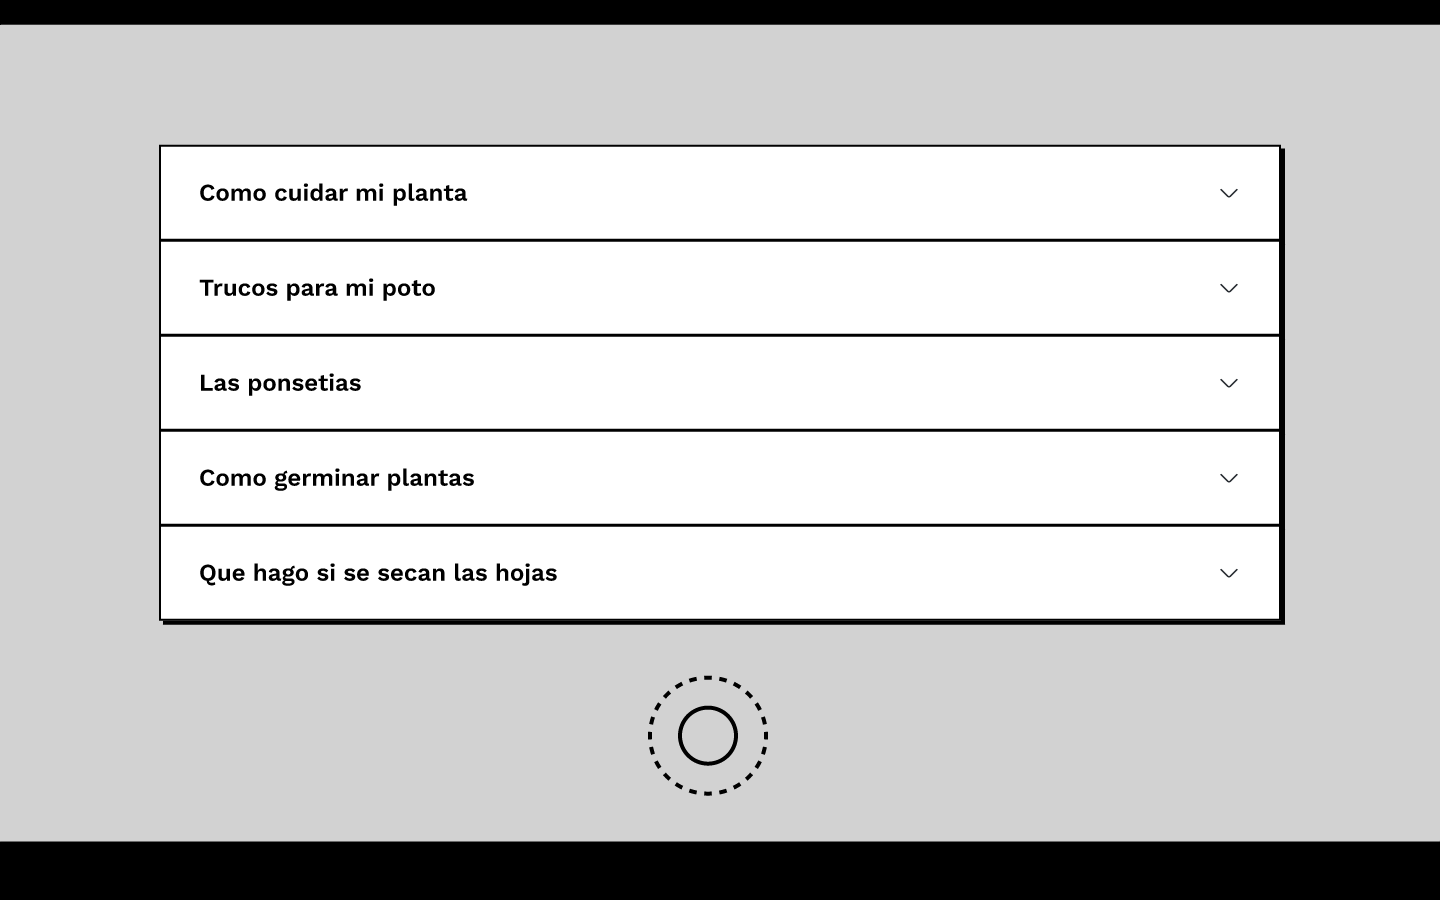 Como cuidar mi planta
Trucos para mi poto
Las ponsetias
Como germinar plantas
Que hago si se secan las hojas